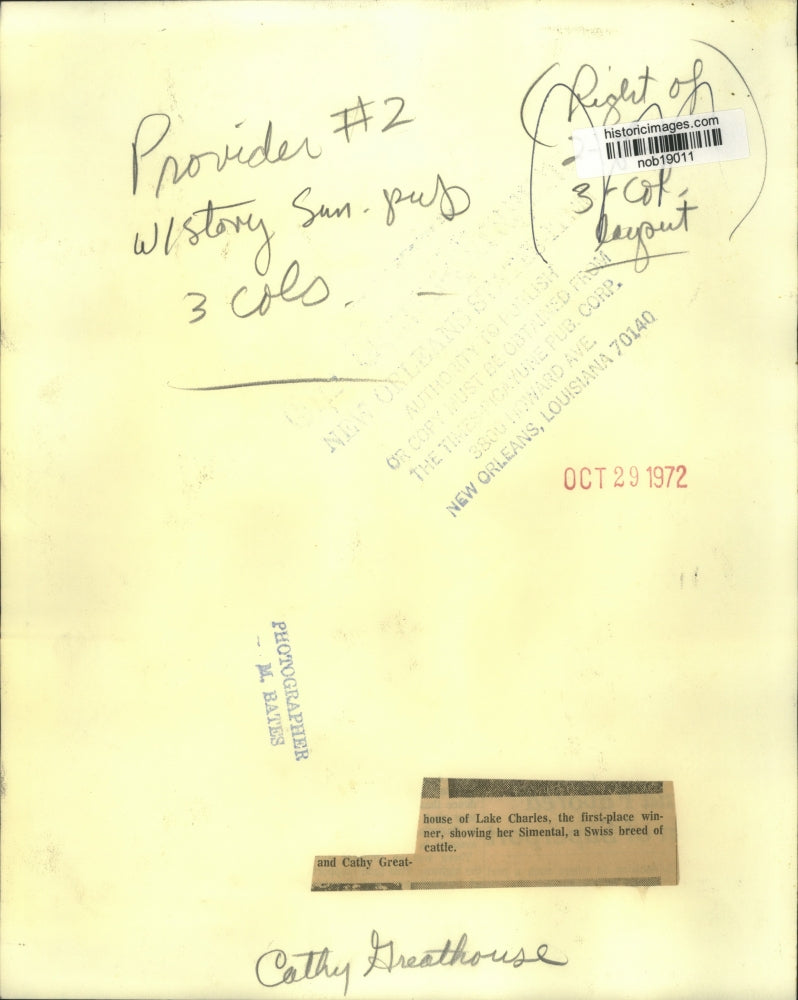 Provider #2
w/story Sun. pub
3 cols.
Right of
3 col.
layout
historicimages.com
nob19011
NEW ORLEANS STATES
AUTHORITY TO PUBLISH
OR COPY MUST BE OBTAINED FROM
THE TIMES-PICAYUNE PUB. CORP.
3800 HOWARD AVE.
NEW ORLEANS, LOUISIANA 70140
OCT 29 1972
PHOTOGRAPHER
M. BATES
house of Lake Charles, the first-place win-
ner, showing her Simental, a Swiss breed of
cattle.
and Cathy Great-
Cathy Greathouse